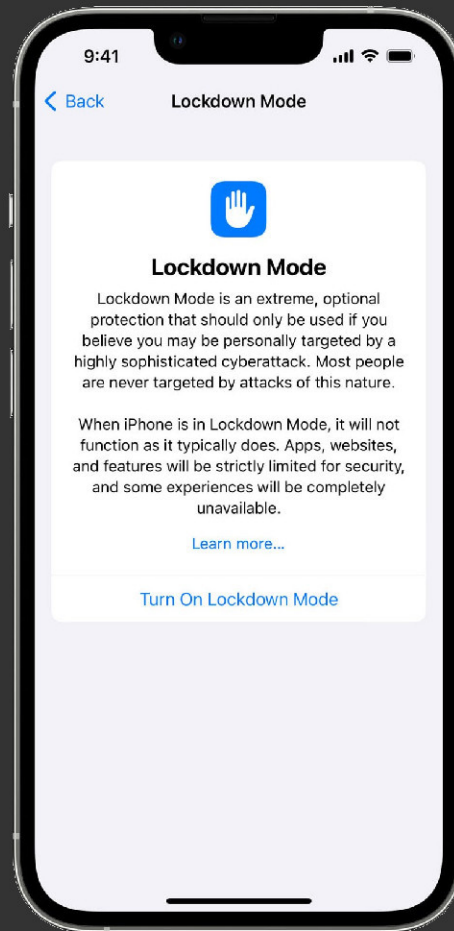 9:41
Back
Lockdown Mode
Lockdown Mode
Lockdown Mode is an extreme, optional
protection that should only be used if you
believe you may be personally targeted by a
highly sophisticated cyberattack. Most people
are never targeted by attacks of this nature.
When iPhone is in Lockdown Mode, it will not
function as it typically does. Apps, websites,
and features will be strictly limited for security,
and some experiences will be completely
unavailable.
Learn more...
Turn On Lockdown Mode